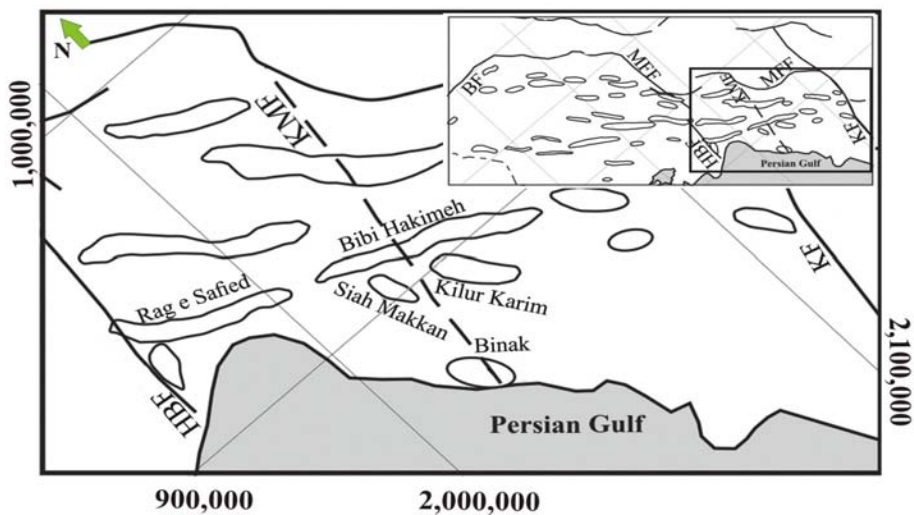 N
1,000,000
KMF
BF
MFF
KMF
MFF
HBF
KF
Persian Gulf
Bibi Hakimeh
KF
Rag e Safied
Siah Makkan
Kilur Karim
Binak
HBF
Persian Gulf
2,100,000
900,000
2,000,000